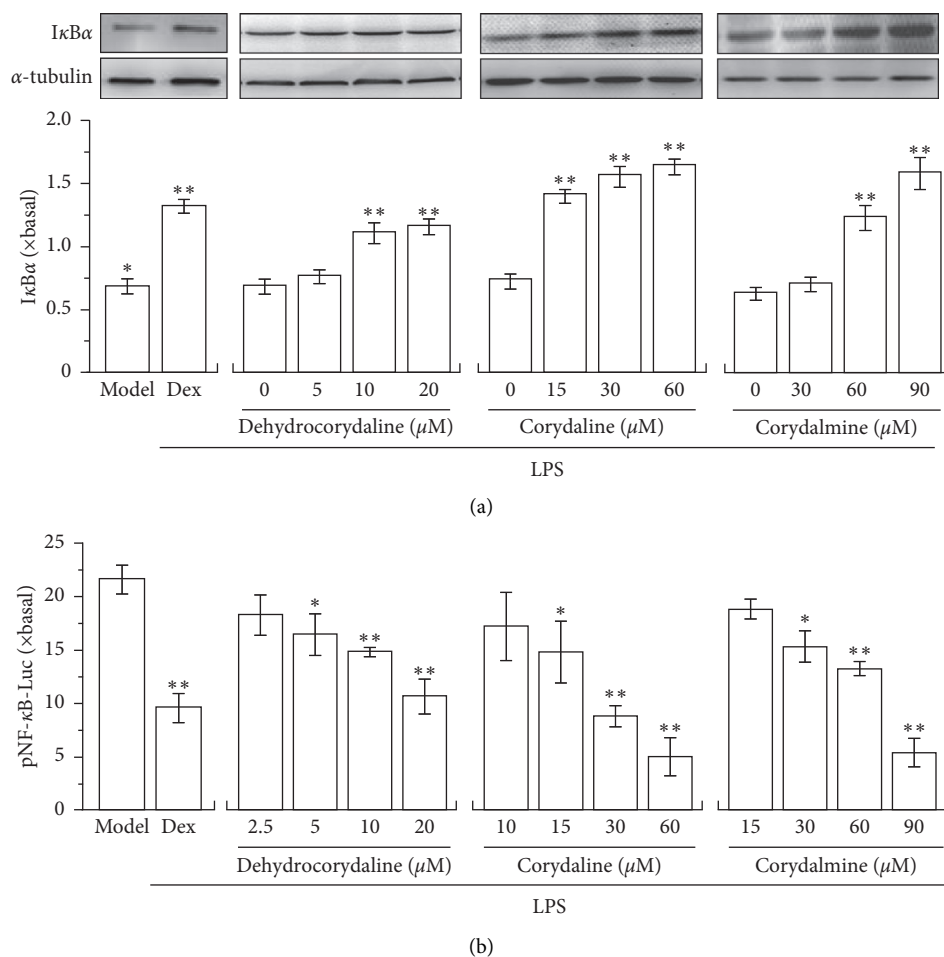 IκBα
α-tubulin
2.0
1.5
1.0
0.5
0
IκBα (×basal)
*
**
**
**
**
**
**
**
**
Model Dex 0 5 10 20 0 15 30 60 0 30 60 90
Dehydrocorydaline (μM) Corydaline (μM) Corydalmine (μM)
LPS
(a)
25
20
15
10
5
0
pNF-κB-Luc (×basal)
**
*
**
**
*
**
**
*
**
**
Model Dex 2.5 5 10 20 10 15 30 60 15 30 60 90
Dehydrocorydaline (μM) Corydaline (μM) Corydalmine (μM)
LPS
(b)